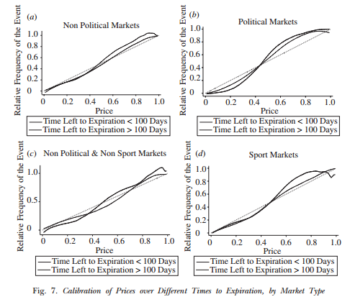 (a)
Non Political Markets
Relative Frequency of the Event
1.0
0.8
0.6
0.4
0.2
0
0 0.2 0.4 0.6 0.8 1.0
Price
Time Left to Expiration < 100 Days
Time Left to Expiration > 100 Days
(b)
Political Markets
Relative Frequency of the Event
1.0
0.8
0.6
0.4
0.2
0
0 0.2 0.4 0.6 0.8 1.0
Price
Time Left to Expiration < 100 Days
Time Left to Expiration > 100 Days
(c)
Non Political & Non Sport Markets
Relative Frequency of the Event
1.0
0.5
0
0 0.2 0.4 0.6 0.8 1.0
Price
Time Left to Expiration < 100 Days
Time Left to Expiration > 100 Days
(d)
Sport Markets
Relative Frequency of the Event
1.0
0.8
0.6
0.4
0.2
0
0 0.2 0.4 0.6 0.8 1.0
Price
Time Left to Expiration < 100 Days
Time Left to Expiration > 100 Days
Fig. 7. Calibration of Prices over Different Times to Expiration, by Market Type